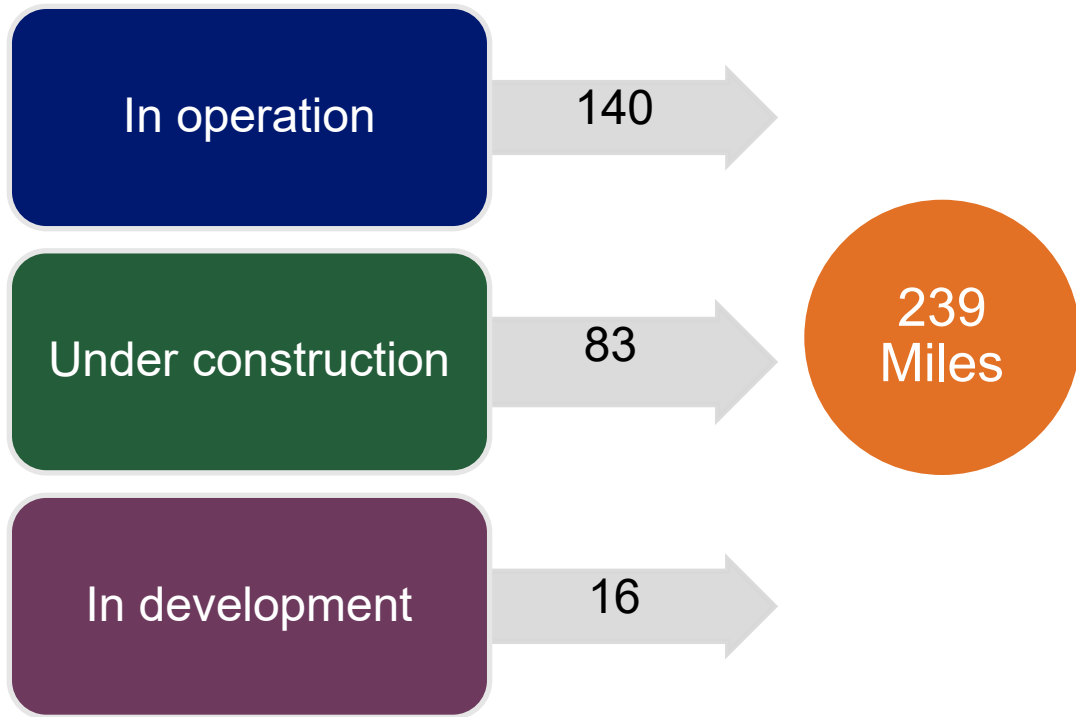 In operation
140
Under construction
83
239
Miles
In development
16